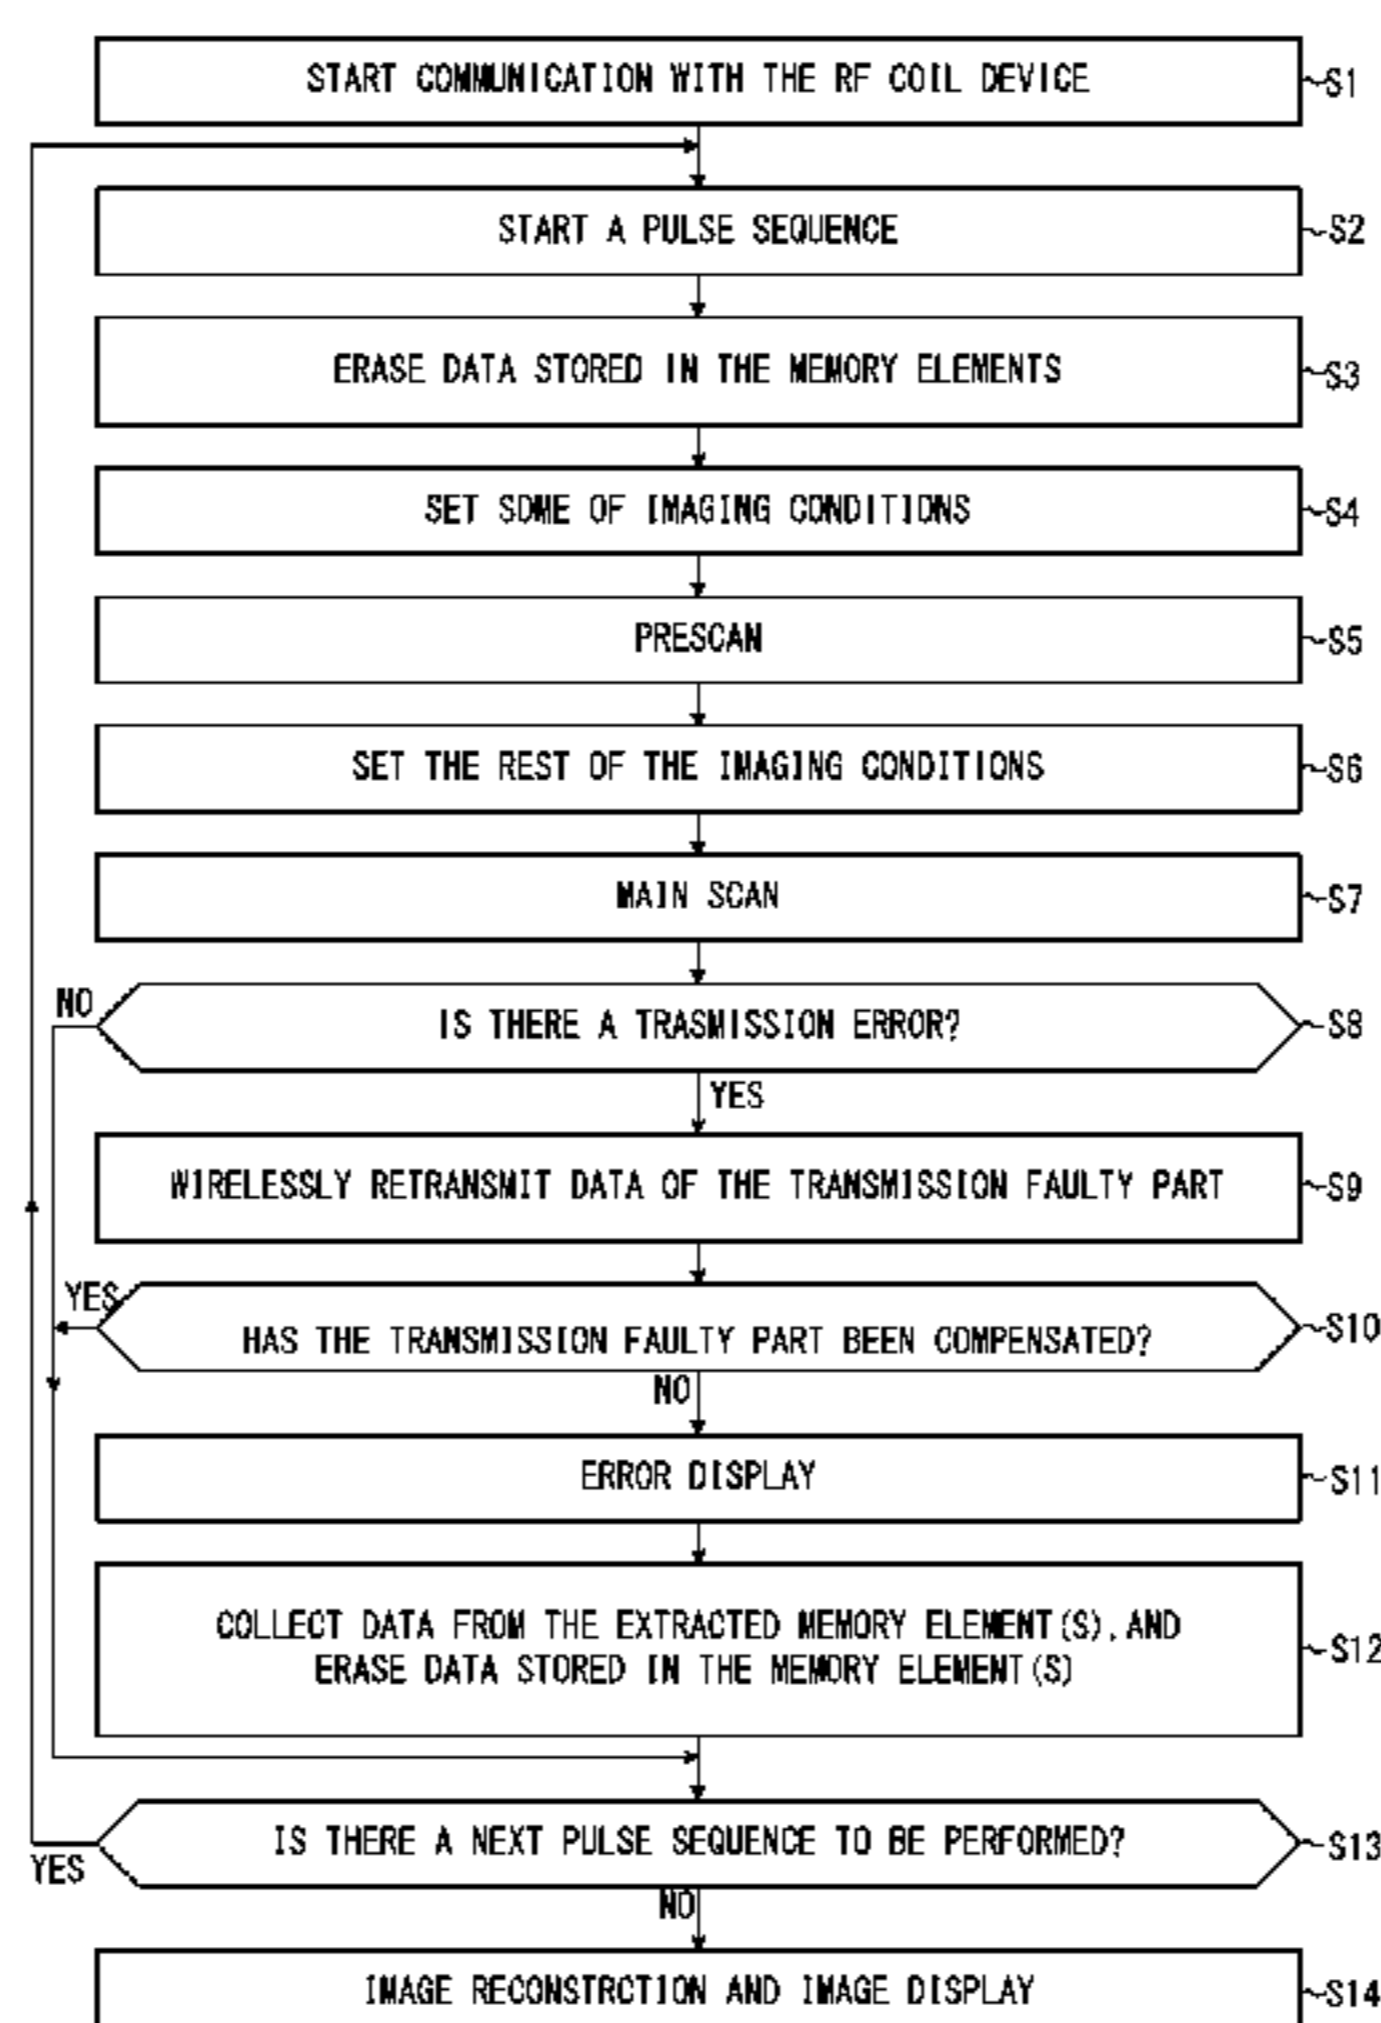 START COMMUNICATION WITH THE RF COIL DEVICE S1
START A PULSE SEQUENCE S2
ERASE DATA STORED IN THE MEMORY ELEMENTS S3
SET SOME OF IMAGING CONDITIONS S4
PRESCAN S5
SET THE REST OF THE IMAGING CONDITIONS S6
MAIN SCAN S7
NO
IS THERE A TRASMISSION ERROR? S8
YES
WIRELESSLY RETRANSMIT DATA OF THE TRANSMISSION FAULTY PART S9
YES
HAS THE TRANSMISSION FAULTY PART BEEN COMPENSATED? S10
NO
ERROR DISPLAY S11
COLLECT DATA FROM THE EXTRACTED MEMORY ELEMENT(S), AND
ERASE DATA STORED IN THE MEMORY ELEMENT(S) S12
IS THERE A NEXT PULSE SEQUENCE TO BE PERFORMED? S13
YES
NO
IMAGE RECONSTRCTION AND IMAGE DISPLAY S14